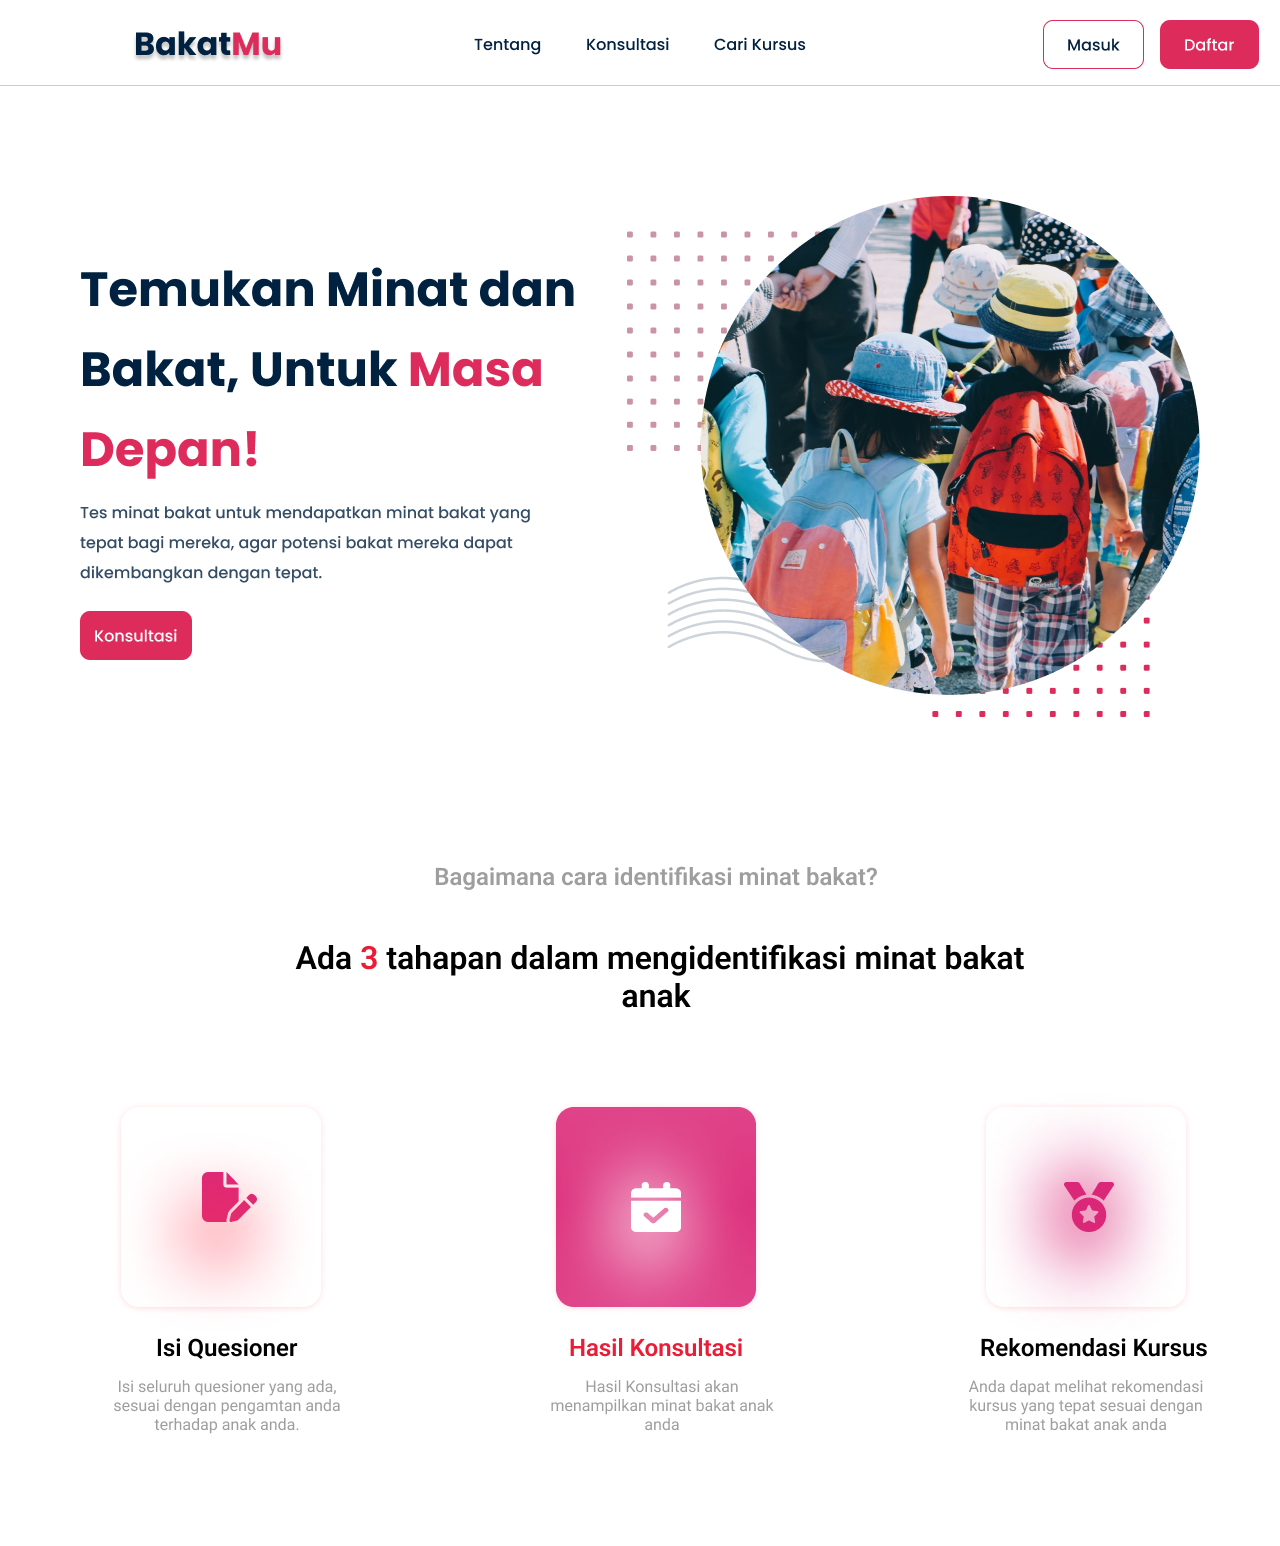 BakatMu
Tentang
Konsultasi
Cari Kursus
Masuk
Daftar
Temukan Minat dan
Bakat, Untuk Masa
Depan!
Tes minat bakat untuk mendapatkan minat bakat yang
tepat bagi mereka, agar potensi bakat mereka dapat
dikembangkan dengan tepat.
Konsultasi
Bagaimana cara identifikasi minat bakat?
Ada 3 tahapan dalam mengidentifikasi minat bakat
anak
Isi Quesioner
Isi seluruh quesioner yang ada,
sesuai dengan pengamtan anda
terhadap anak anda.
Hasil Konsultasi
Hasil Konsultasi akan
menampilkan minat bakat anak
anda
Rekomendasi Kursus
Anda dapat melihat rekomendasi
kursus yang tepat sesuai dengan
minat bakat anak anda